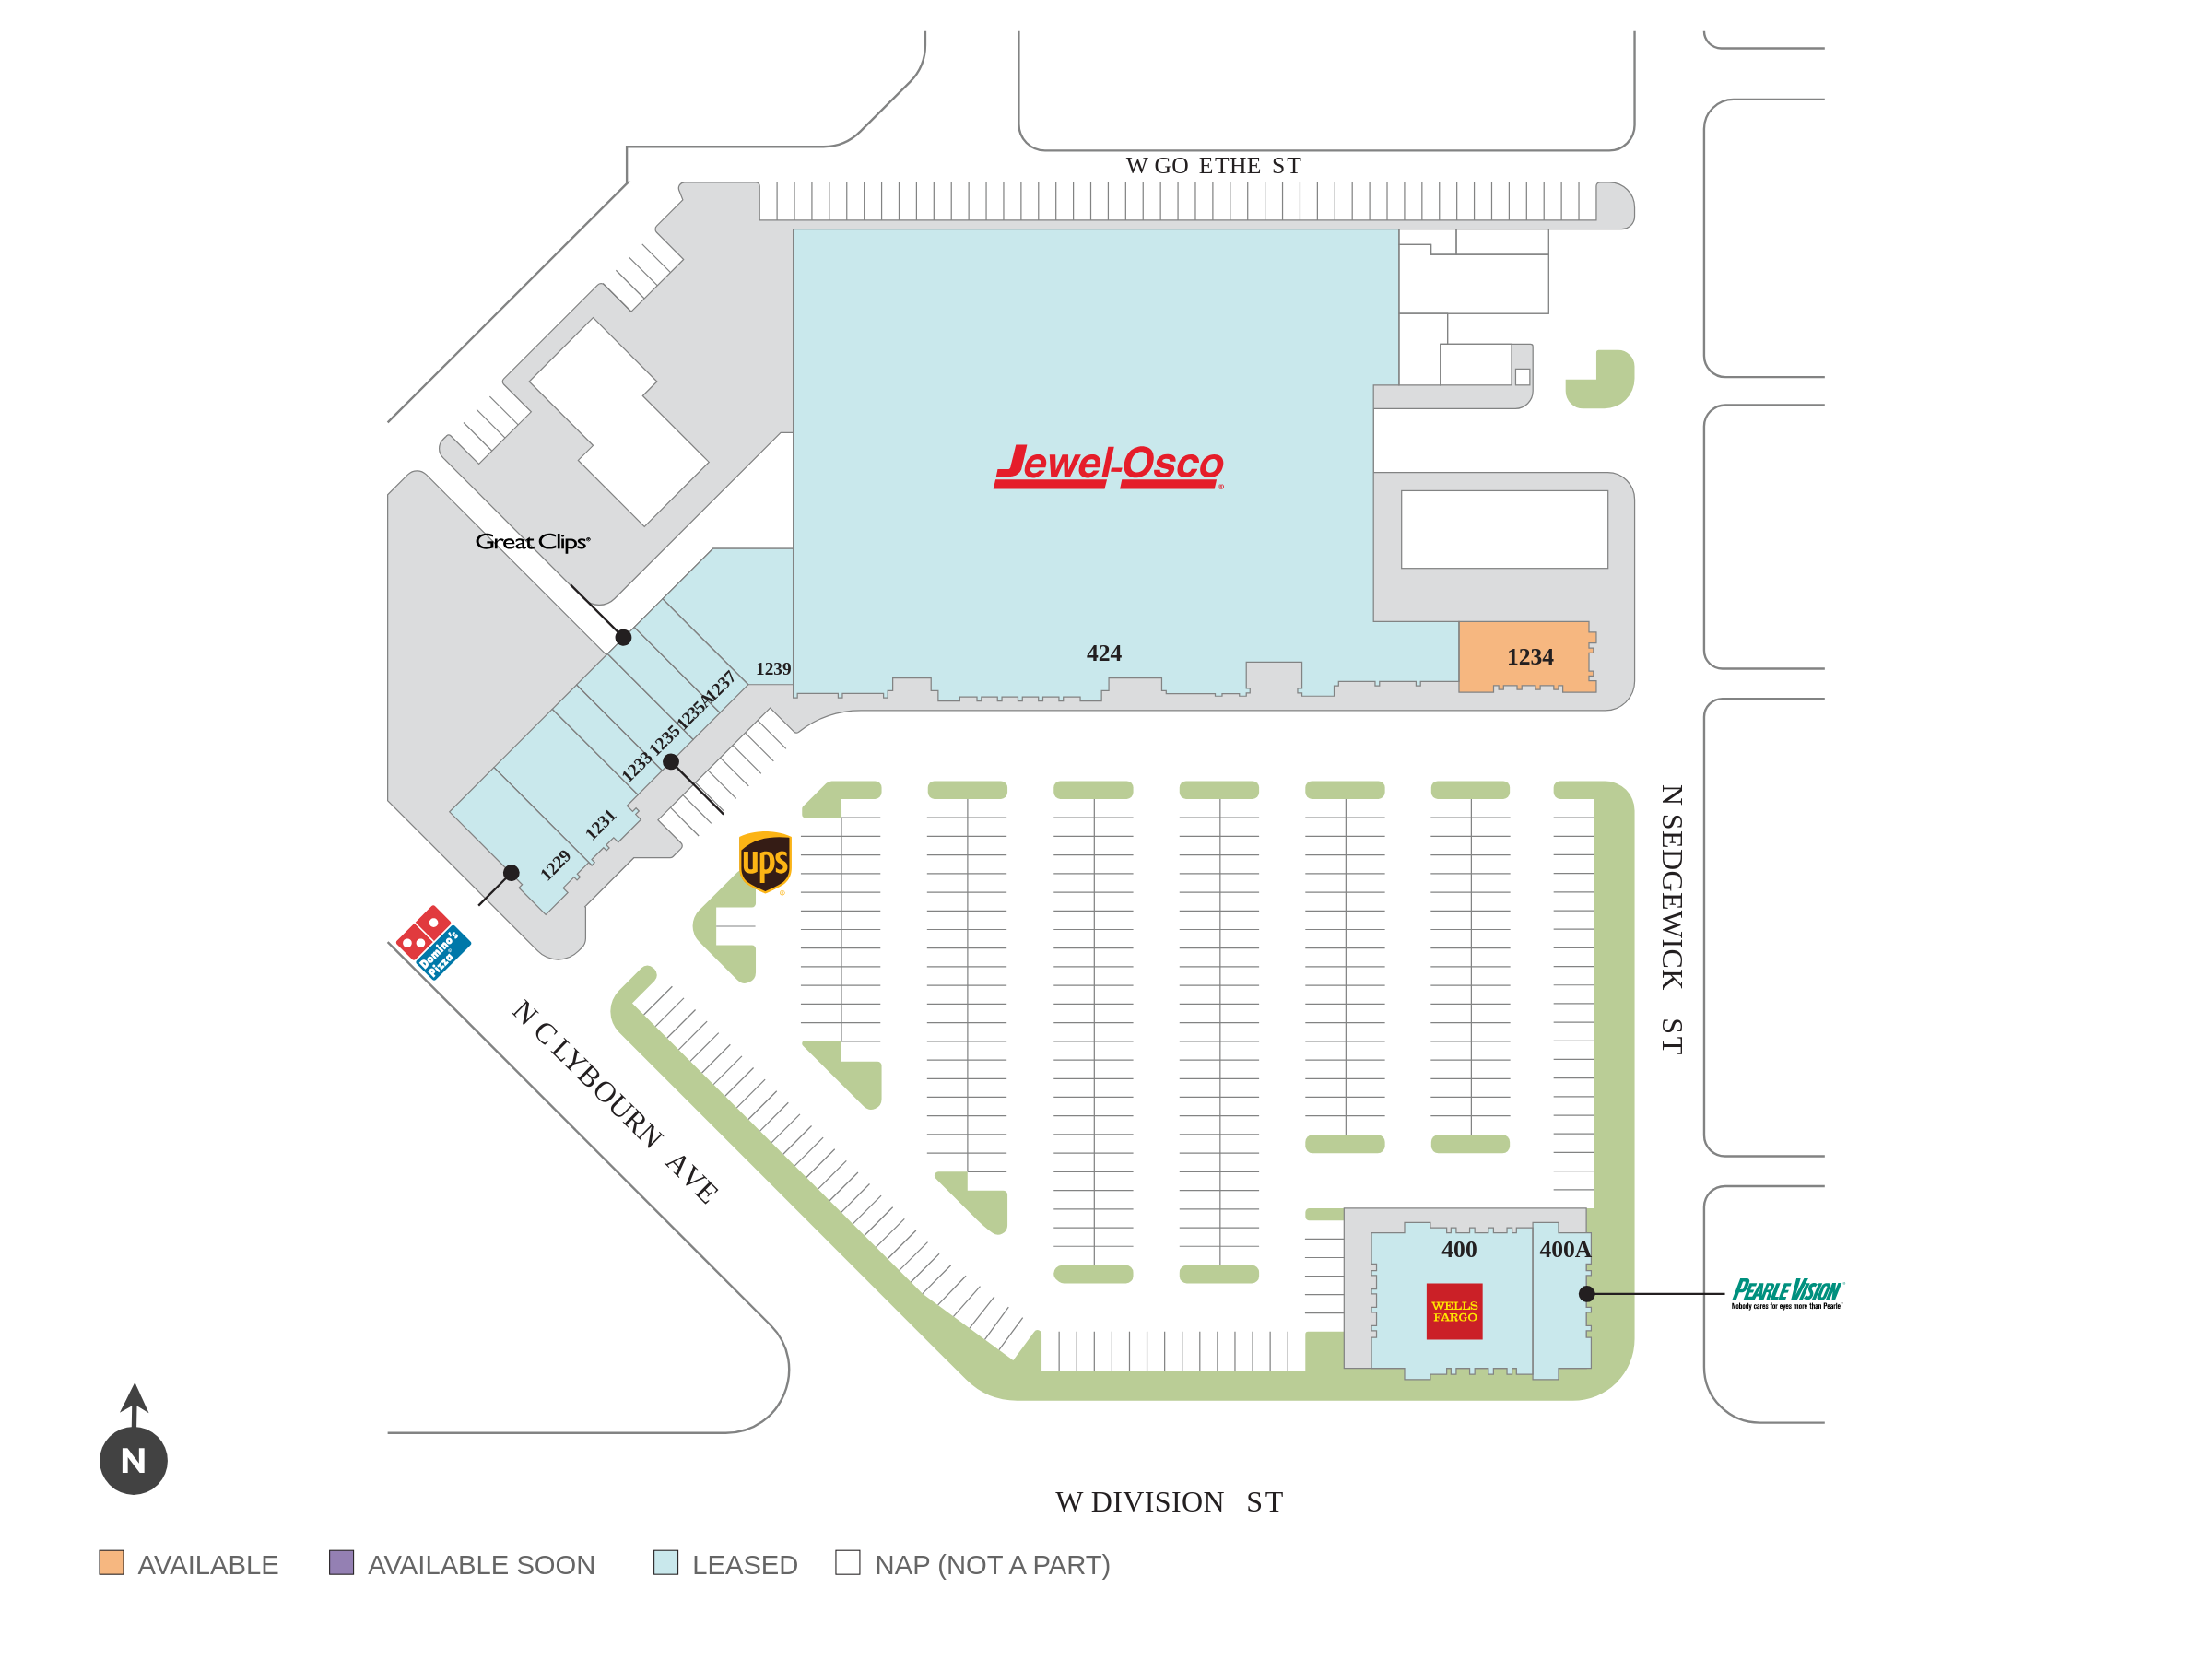 W GOETHE ST
Jewel-Osco®
Great Clips®
424
1234
1239
1237
1235A
1235
1233
1231
1229
ups
Domino's
Pizza®
N SEDGEWICK ST
N CLYBOURN AVE
400
400A
WELLS
FARGO
PEARLE VISION
Nobody cares for eyes more than Pearle
N
W DIVISION ST
AVAILABLE
AVAILABLE SOON
LEASED
NAP (NOT A PART)